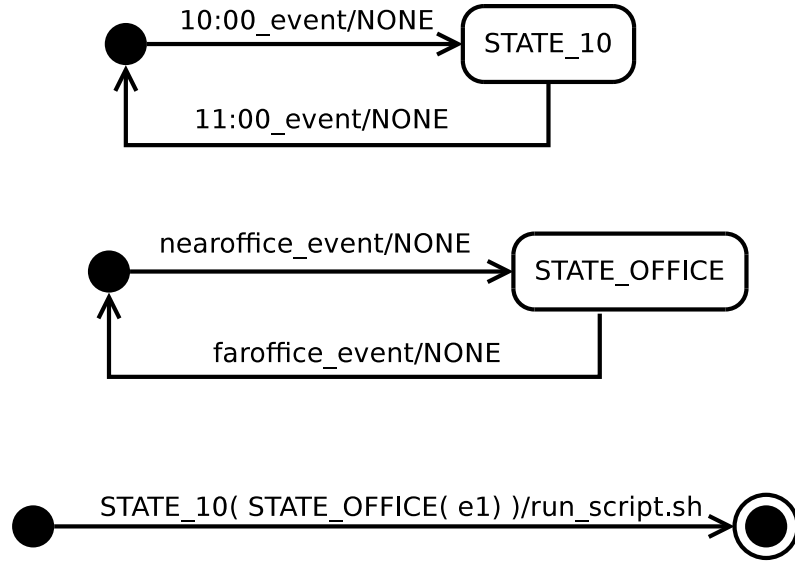 10:00_event/NONE
STATE_10
11:00_event/NONE
nearoffice_event/NONE
STATE_OFFICE
faroffice_event/NONE
STATE_10( STATE_OFFICE( e1) )/run_script.sh